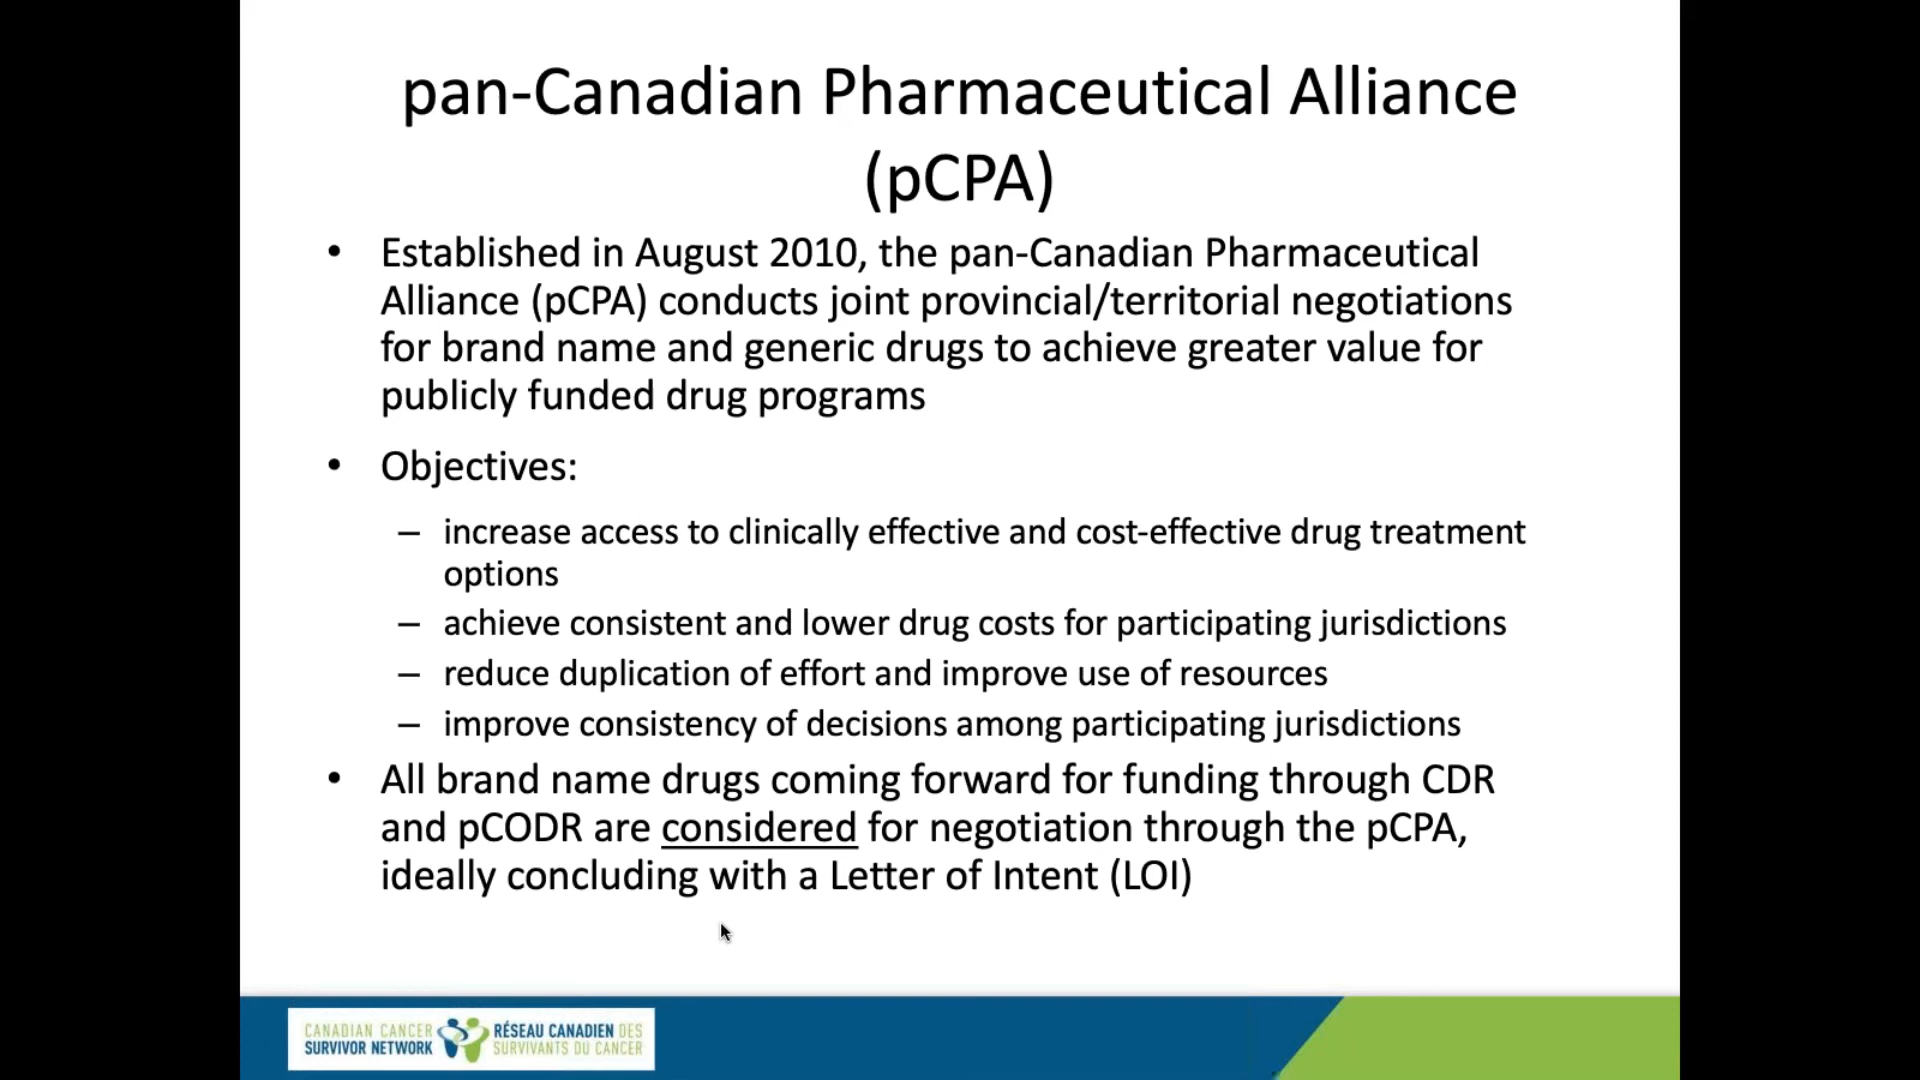 pan-Canadian Pharmaceutical Alliance
(pCPA)
• Established in August 2010, the pan-Canadian Pharmaceutical
Alliance (pCPA) conducts joint provincial/territorial negotiations
for brand name and generic drugs to achieve greater value for
publicly funded drug programs
• Objectives:
– increase access to clinically effective and cost-effective drug treatment
options
– achieve consistent and lower drug costs for participating jurisdictions
– reduce duplication of effort and improve use of resources
– improve consistency of decisions among participating jurisdictions
• All brand name drugs coming forward for funding through CDR
and pCODR are considered for negotiation through the pCPA,
ideally concluding with a Letter of Intent (LOI)
CANADIAN CANCER
SURVIVOR NETWORK
RÉSEAU CANADIEN DES
SURVIVANTS DU CANCER